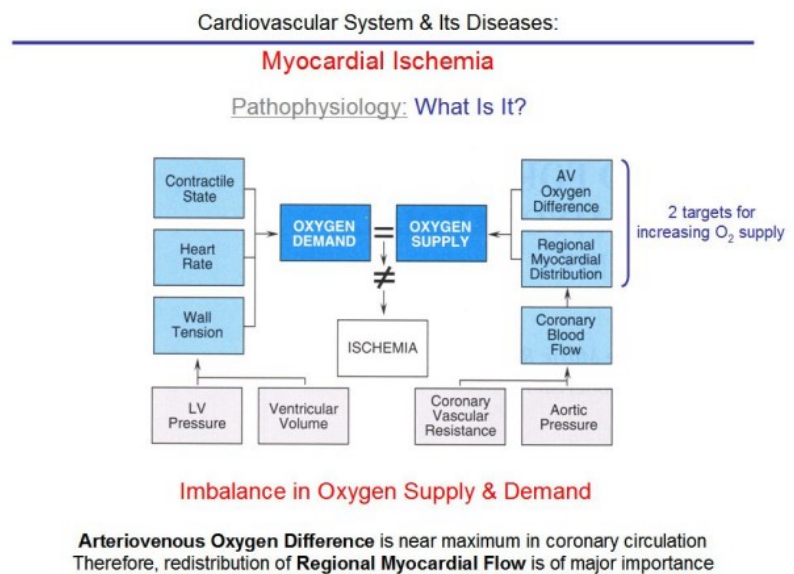 Cardiovascular System & Its Diseases:
Myocardial Ischemia
Pathophysiology: What Is It?
Contractile
State
Heart
Rate
Wall
Tension
LV
Pressure
Ventricular
Volume
OXYGEN
DEMAND
=
OXYGEN
SUPPLY
≠
ISCHEMIA
AV
Oxygen
Difference
Regional
Myocardial
Distribution
Coronary
Blood
Flow
Coronary
Vascular
Resistance
Aortic
Pressure
2 targets for
increasing O₂ supply
Imbalance in Oxygen Supply & Demand
Arteriovenous Oxygen Difference is near maximum in coronary circulation
Therefore, redistribution of Regional Myocardial Flow is of major importance